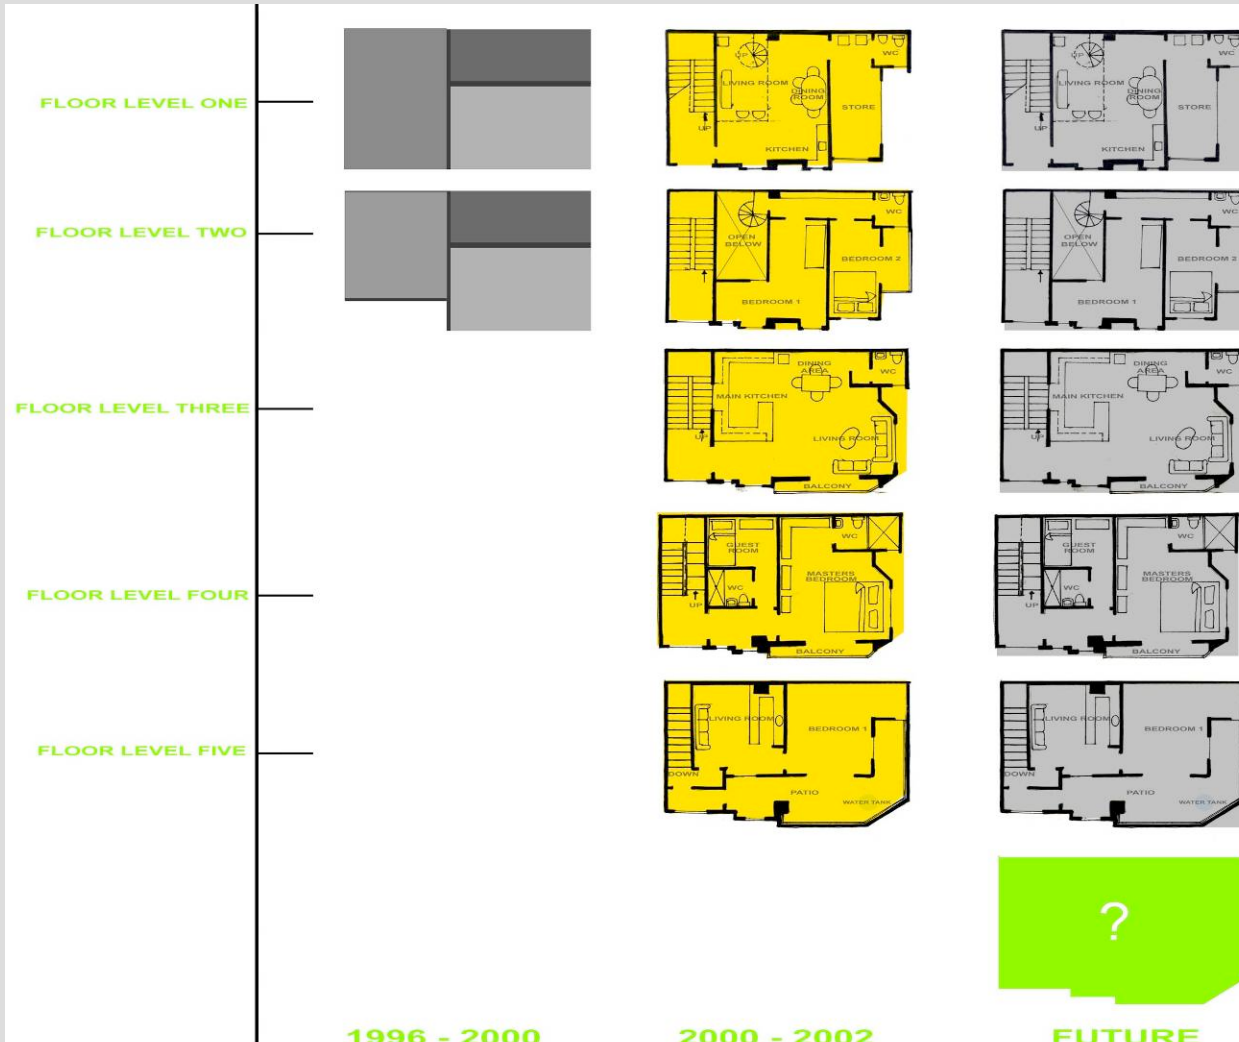 FLOOR LEVEL ONE
UP
LIVING ROOM
DINING
ROOM
WC
STORE
UP
KITCHEN
UP
LIVING ROOM
DINING
ROOM
WC
STORE
UP
KITCHEN
FLOOR LEVEL TWO
OPEN
BELOW
WC
BEDROOM 2
BEDROOM 1
OPEN
BELOW
WC
BEDROOM 2
BEDROOM 1
FLOOR LEVEL THREE
DINING
AREA
WC
MAIN KITCHEN
UP
LIVING ROOM
BALCONY
DINING
AREA
WC
MAIN KITCHEN
UP
LIVING ROOM
BALCONY
FLOOR LEVEL FOUR
GUEST
ROOM
WC
MASTERS
BEDROOM
WC
UP
BALCONY
GUEST
ROOM
WC
MASTERS
BEDROOM
WC
UP
BALCONY
FLOOR LEVEL FIVE
LIVING ROOM
BEDROOM 1
DOWN
PATIO
WATER TANK
LIVING ROOM
BEDROOM 1
DOWN
PATIO
WATER TANK
?
1996 - 2000
2000 - 2002
FUTURE